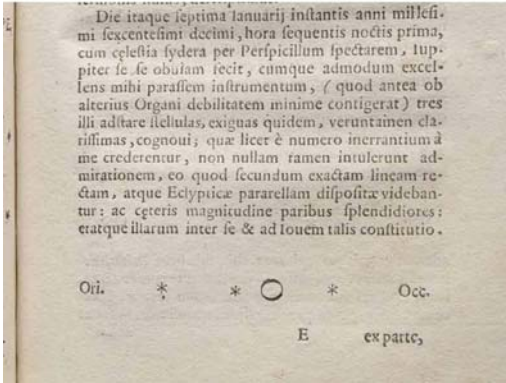 Die itaque septima Ianuarij instantis anni millesi-
mi sexcentesimi decimi, hora sequentis noctis prima,
cum cęlestia sydera per Perspicillum spectarem, Iup-
piter se se obuiam fecit, cumque admodum excel-
lens mihi parassem instrumentum, (quod antea ob
alterius Organi debilitatem minime contigerat) tres
illi adstare stellulas, exiguas quidem, veruntamen cla-
rissimas, cognoui; quæ licet è numero inerrantium à
me crederentur, non nullam tamen intulerunt ad-
mirationem, eo quod secundum exactam lineam re-
ctam, atque Eclypticæ pararellam dispositæ videban-
tur: ac cęteris magnitudine paribus splendidiores:
eratque illarum inter se & ad Iouem talis constitutio.
Ori. * * O * Occ.
E ex parte,